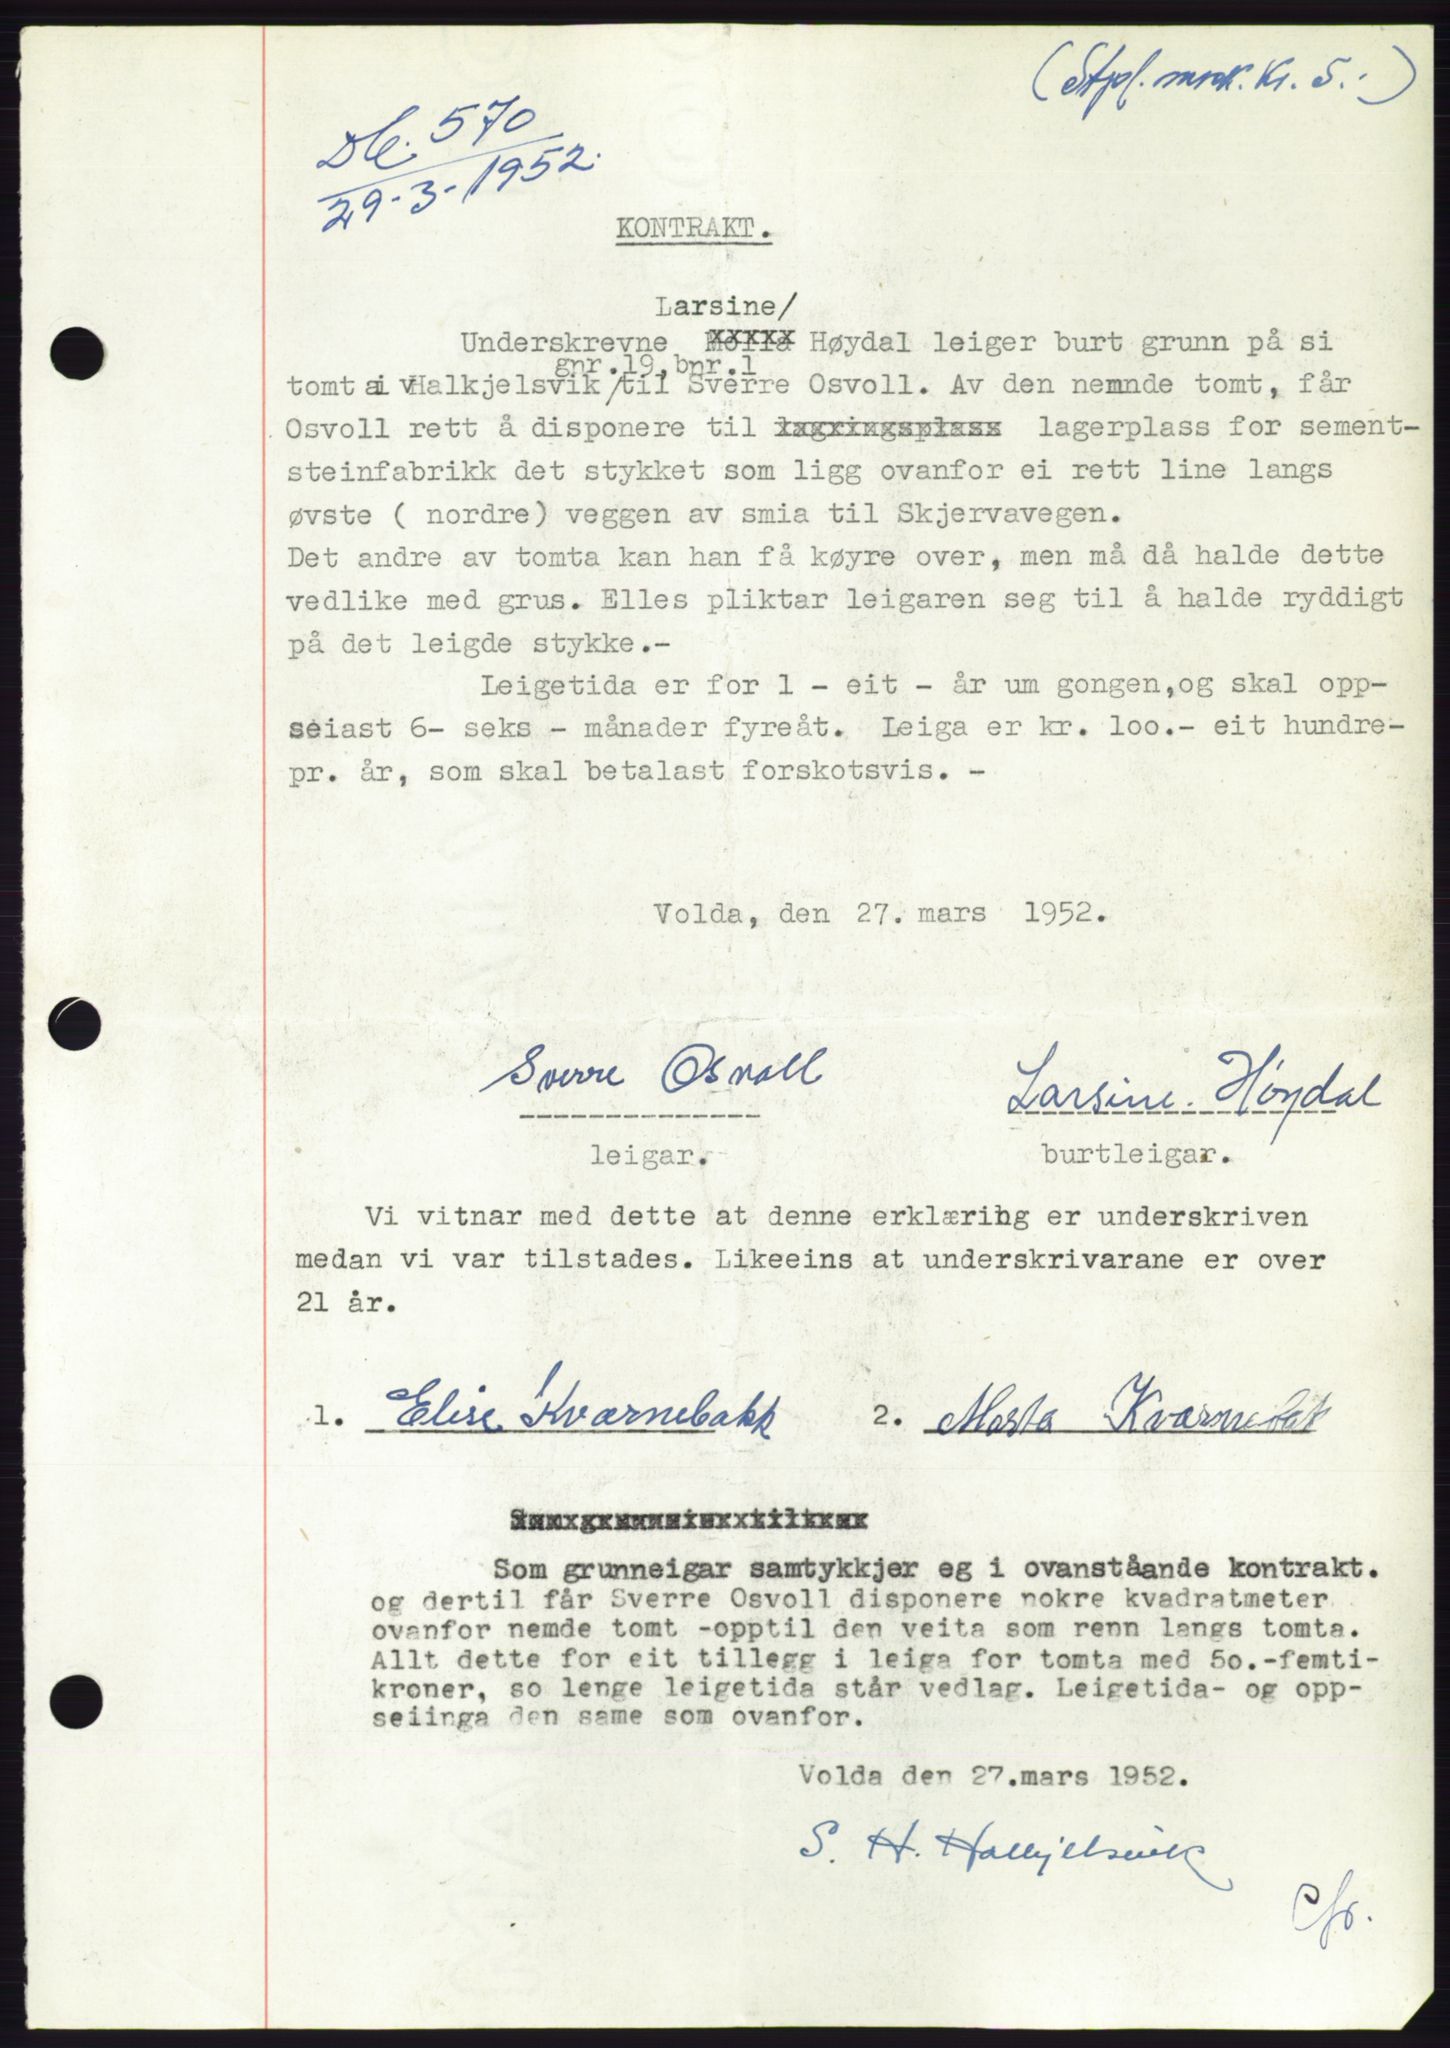 (Stpl. mrk. Kr. 5.-)
Db. 570
29-3-1952.
KONTRAKT.
Larsine/
Underskrevne Høydal leiger burt grunn på si
gnr.19,bnr.1
tomt i Halkjelsvik/til Sverre Osvoll. Av den nemnde tomt, får
Osvoll rett å disponere til lagringsplass lagerplass for sement-
steinfabrikk det stykket som ligg ovanfor ei rett line langs
øvste ( nordre) veggen av smia til Skjervavegen.
Det andre av tomta kan han få køyre over, men må då halde dette
vedlike med grus. Elles pliktar leigaren seg til å halde ryddigt
på det leigde stykke.-
Leigetida er for 1 - eit - år um gongen,og skal opp-
seiast 6- seks - månader fyreåt. Leiga er kr. loo.- eit hundre-
pr. år, som skal betalast forskotsvis. -
Volda, den 27. mars 1952.
Sverre Osvoll
Larsine. Høydal
leigar.
burtleigar.
Vi vitnar med dette at denne erklæring er underskriven
medan vi var tilstades. Likeeins at underskrivarane er over
21 år.
1. Elise Kvarnebakk 2. Marta Kvarnebak
Som grunneigar samtykkjer eg i ovanståande kontrakt.
og dertil får Sverre Osvoll disponere nokre kvadratmeter
ovanfor nemde tomt -opptil den veita som renn langs tomta.
Allt dette for eit tillegg i leiga for tomta med 5o.-femti-
kroner, so lenge leigetida står vedlag. Leigetida- og opp-
seiinga den same som ovanfor.
Volda den 27.mars 1952.
S. H. Halkjelsvik
Cfr.